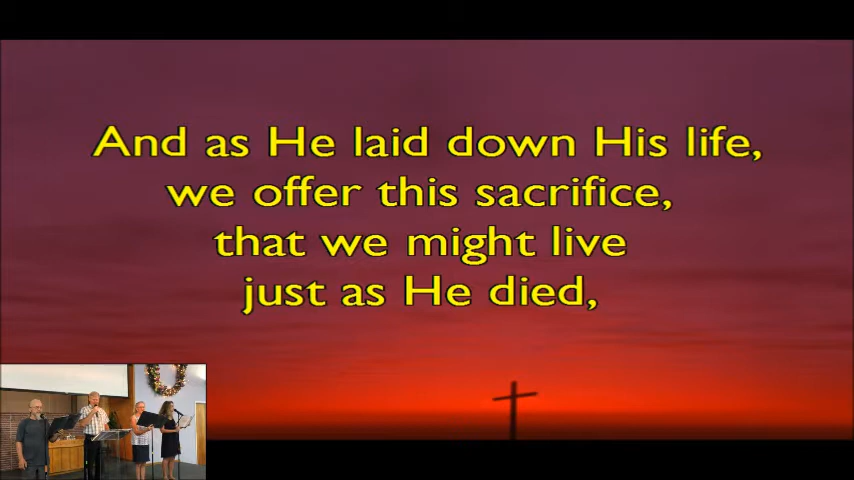 And as He laid down His life,
we offer this sacrifice,
that we might live
just as He died,